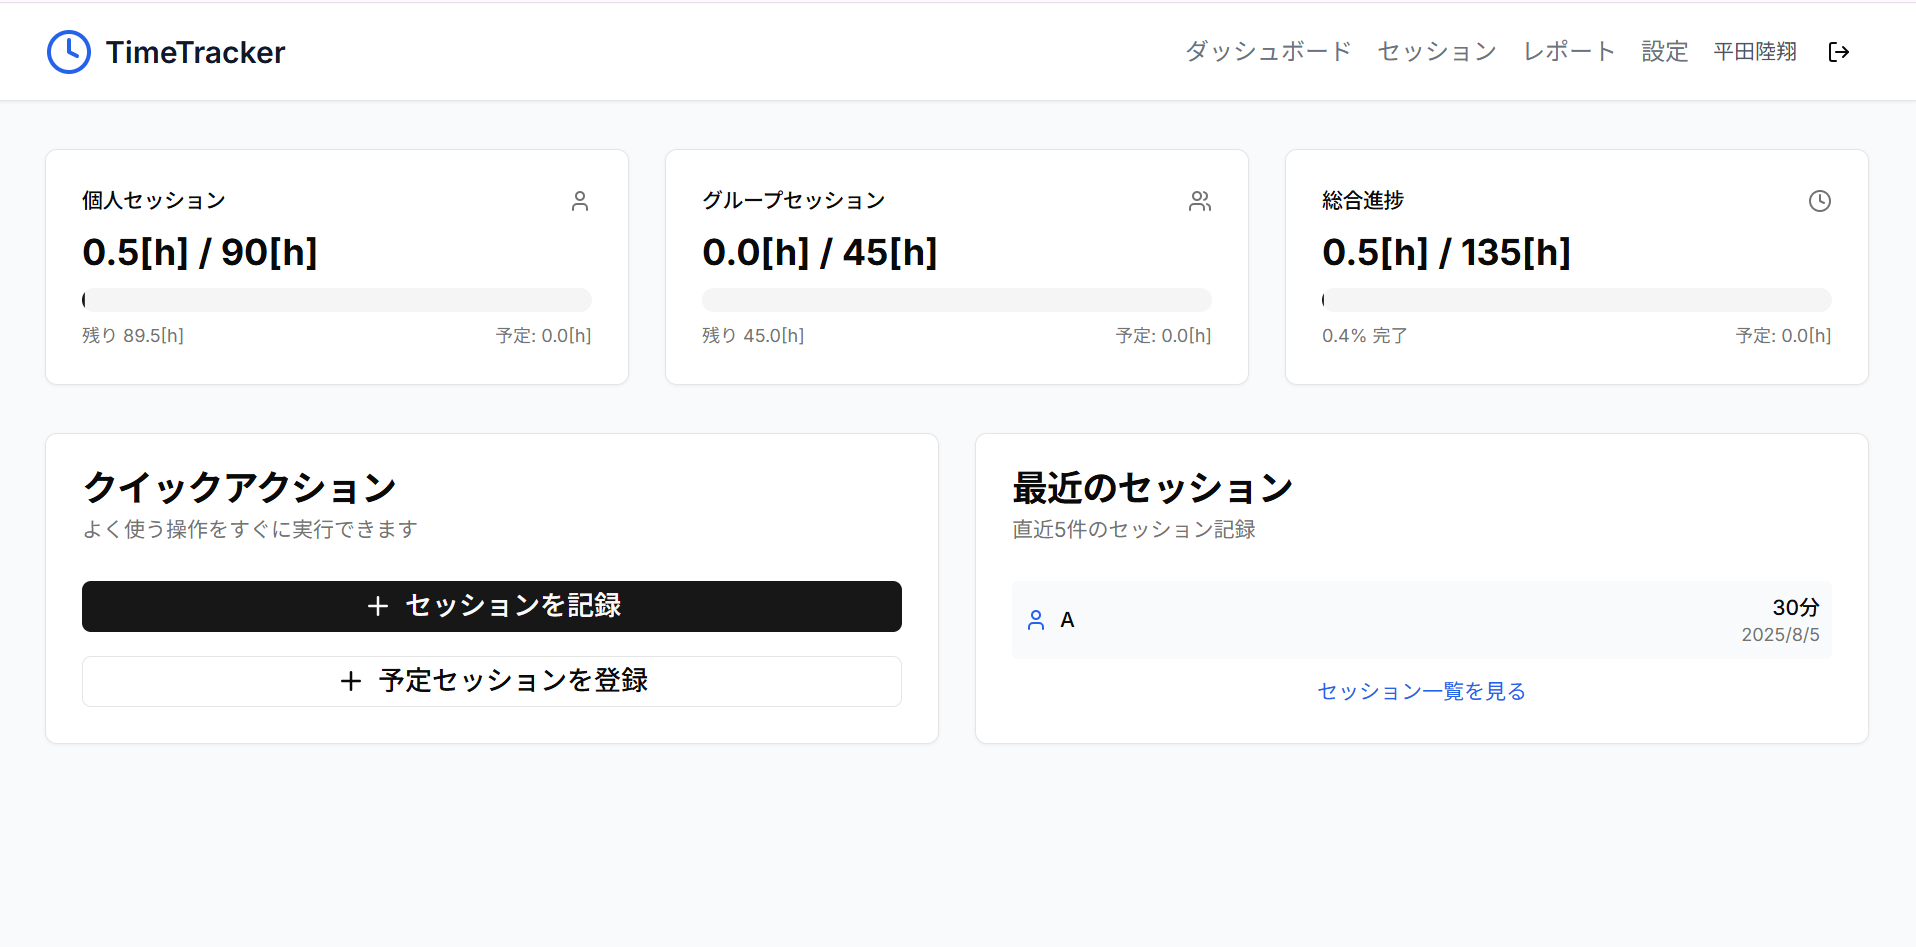 TimeTracker
ダッシュボード セッション レポート 設定 平田陸翔
個人セッション
0.5[h] / 90[h]
残り 89.5[h] 予定: 0.0[h]
グループセッション
0.0[h] / 45[h]
残り 45.0[h] 予定: 0.0[h]
総合進捗
0.5[h] / 135[h]
0.4% 完了 予定: 0.0[h]
クイックアクション
よく使う操作をすぐに実行できます
セッションを記録
予定セッションを登録
最近のセッション
直近5件のセッション記録
A
30分
2025/8/5
セッション一覧を見る